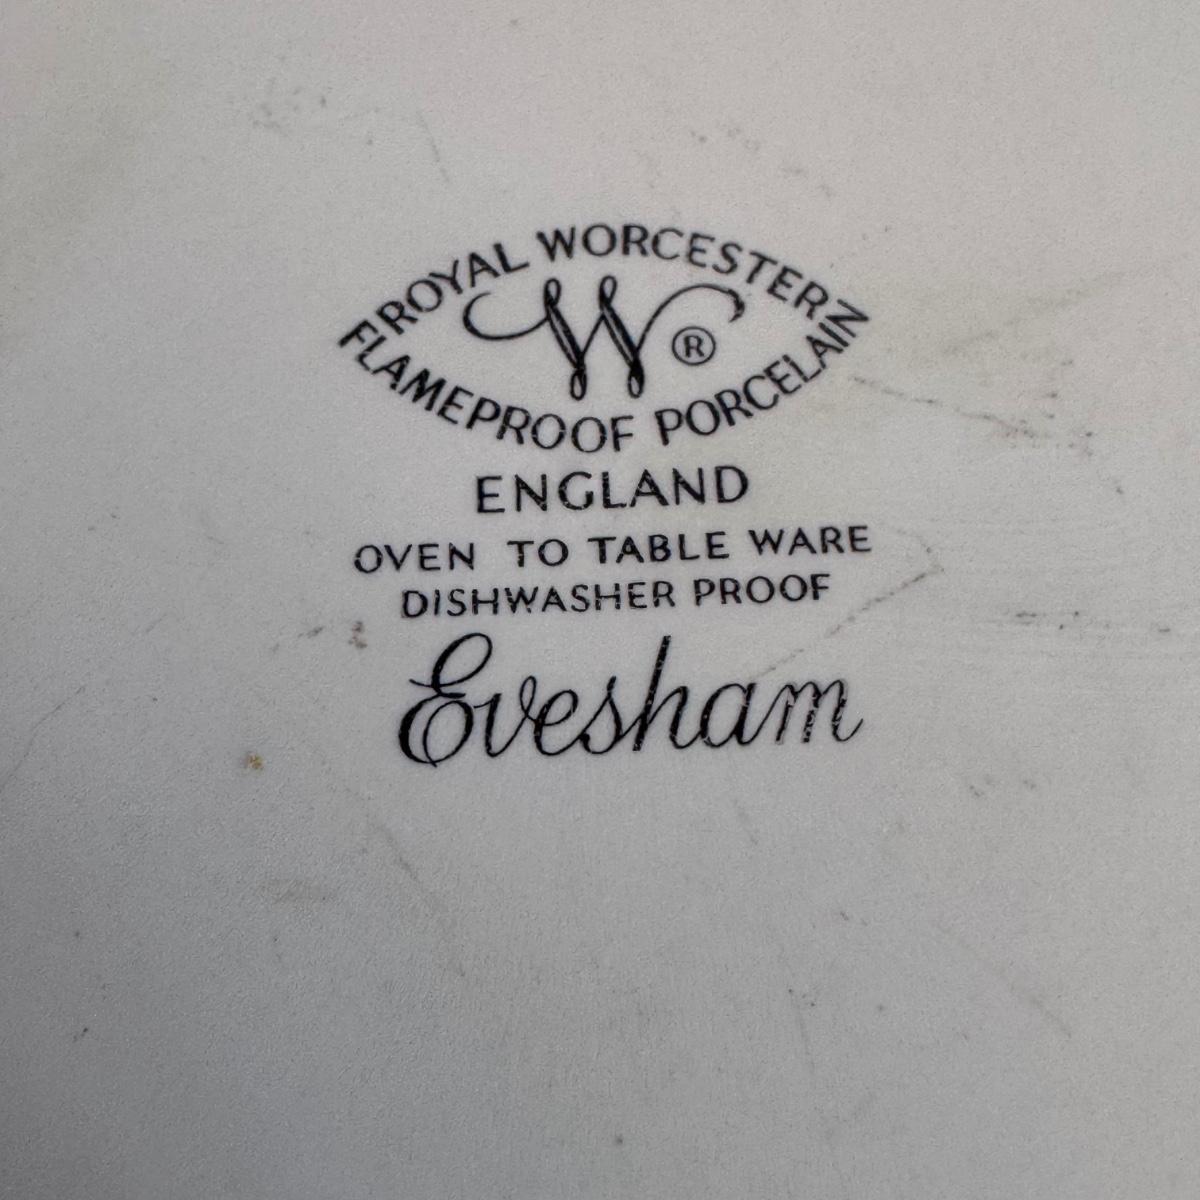 ROYAL WORCESTER
W ®
FLAMEPROOF PORCELAIN
ENGLAND
OVEN TO TABLE WARE
DISHWASHER PROOF
Evesham